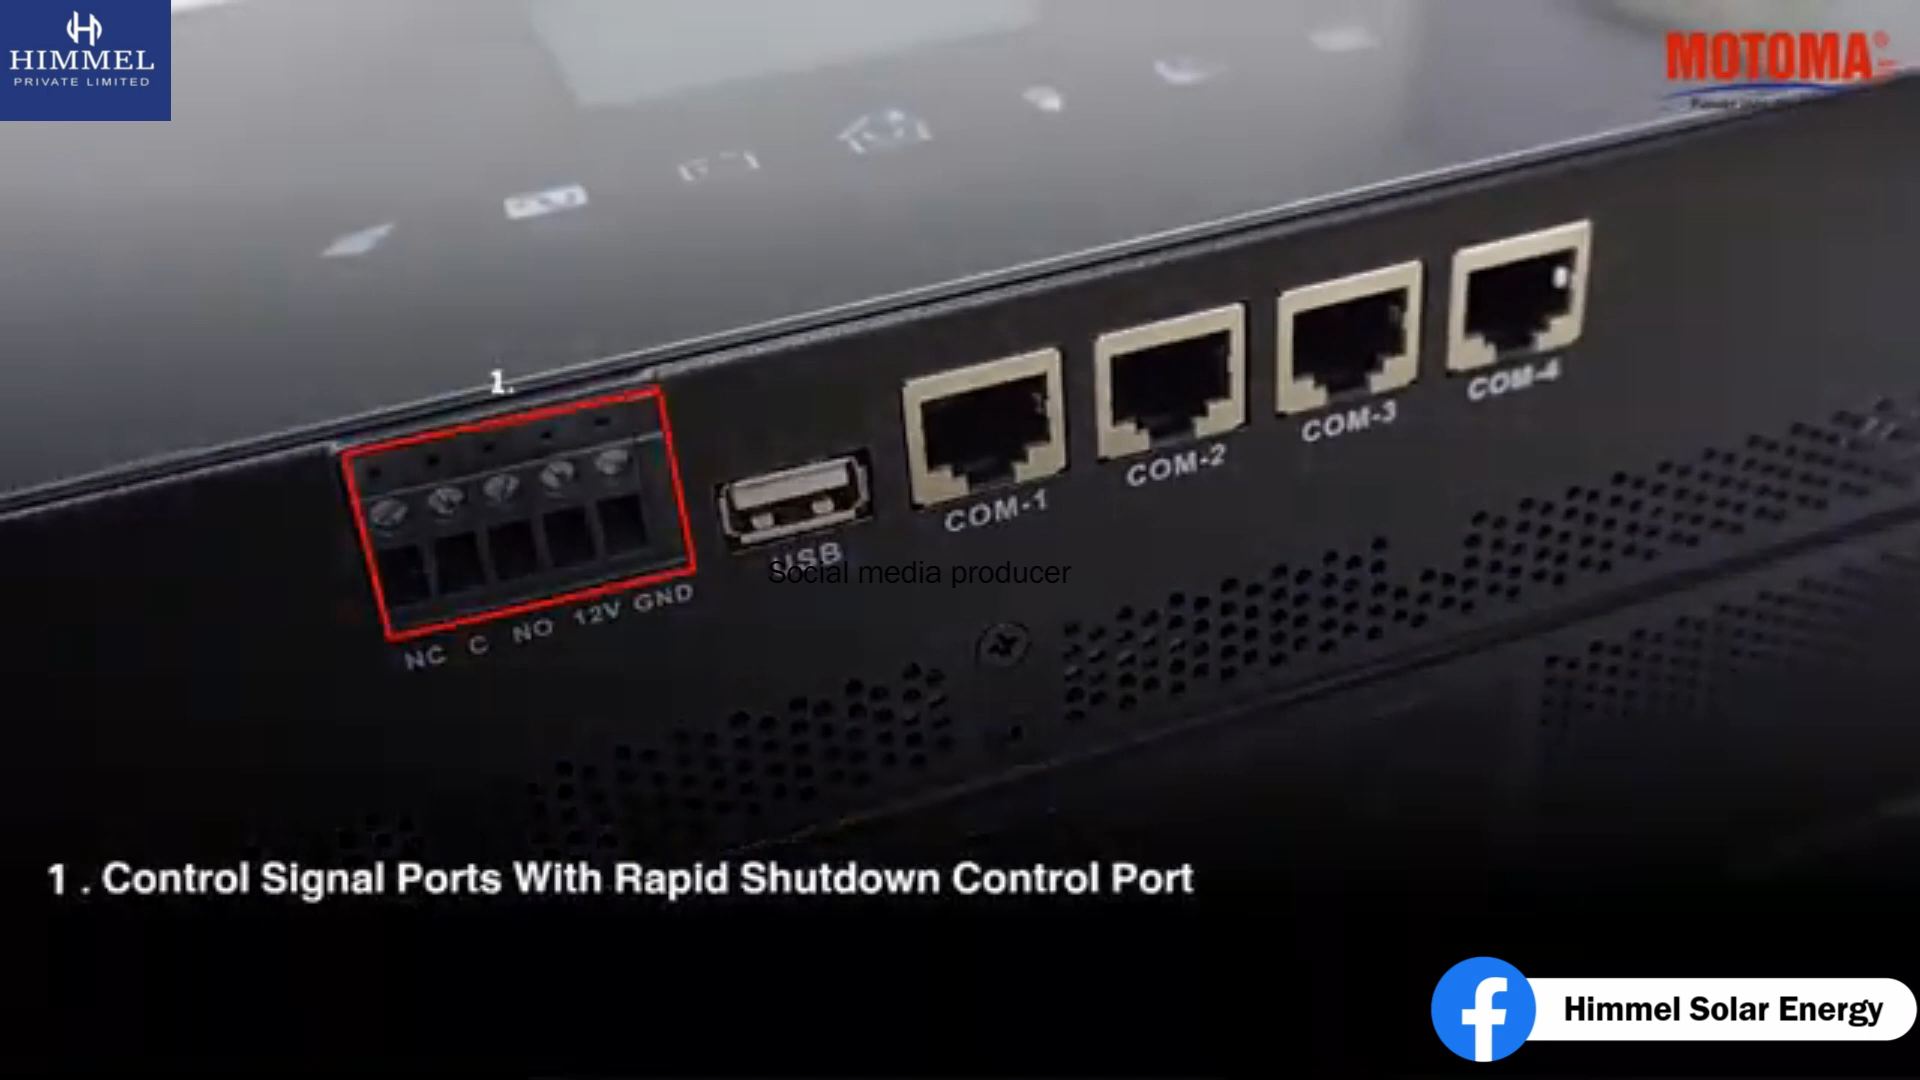 HIMMEL
PRIVATE LIMITED
MOTOMA®
1.
NC C NO 12V GND
USB
COM-1
COM-2
COM-3
COM-4
Social media producer
1 . Control Signal Ports With Rapid Shutdown Control Port
Himmel Solar Energy